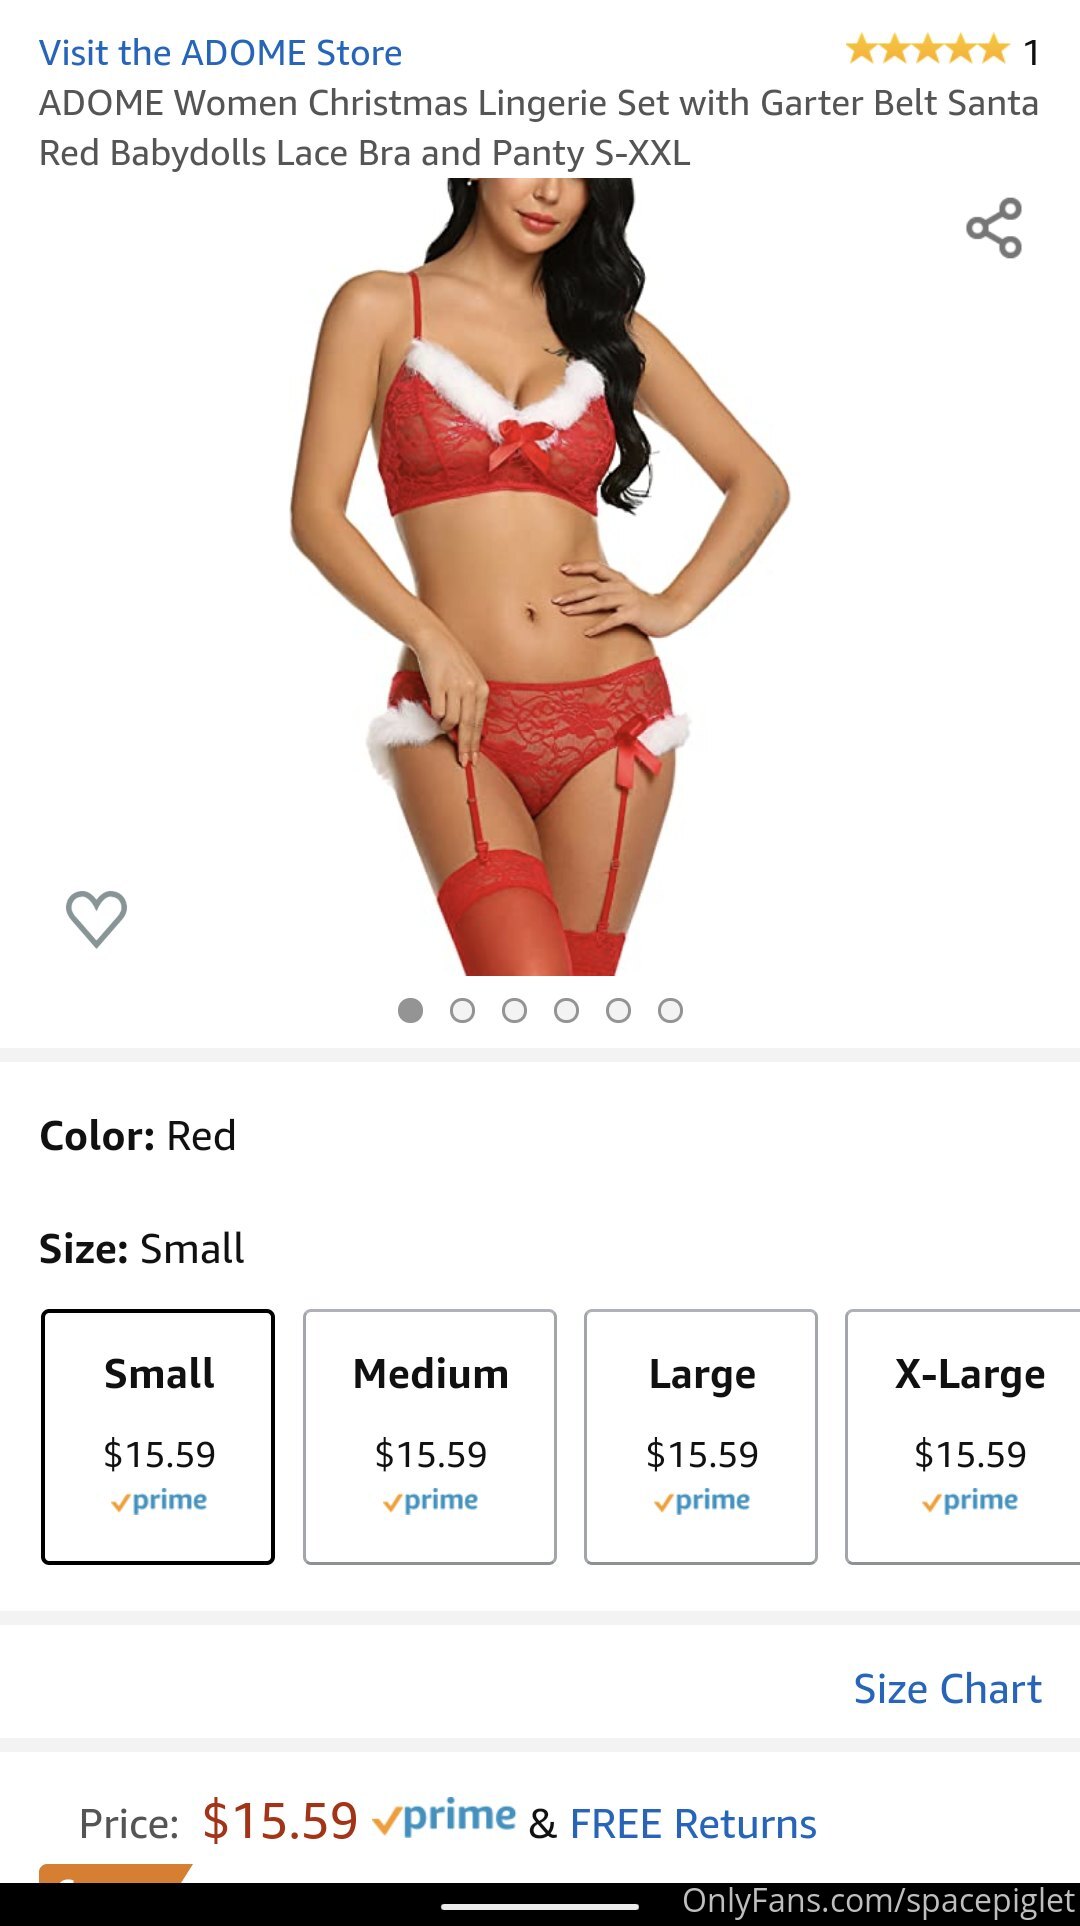 Visit the ADOME Store 1
ADOME Women Christmas Lingerie Set with Garter Belt Santa
Red Babydolls Lace Bra and Panty S-XXL
Color: Red
Size: Small
Small Medium Large X-Large
$15.59 $15.59 $15.59 $15.59
prime prime prime prime
Size Chart
Price: $15.59 prime & FREE Returns
OnlyFans.com/spacepiglet